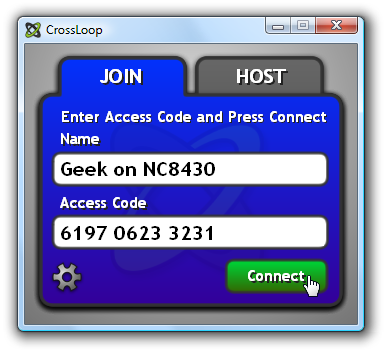 CrossLoop
JOIN HOST
Enter Access Code and Press Connect
Name
Geek on NC8430
Access Code
6197 0623 3231
Connect